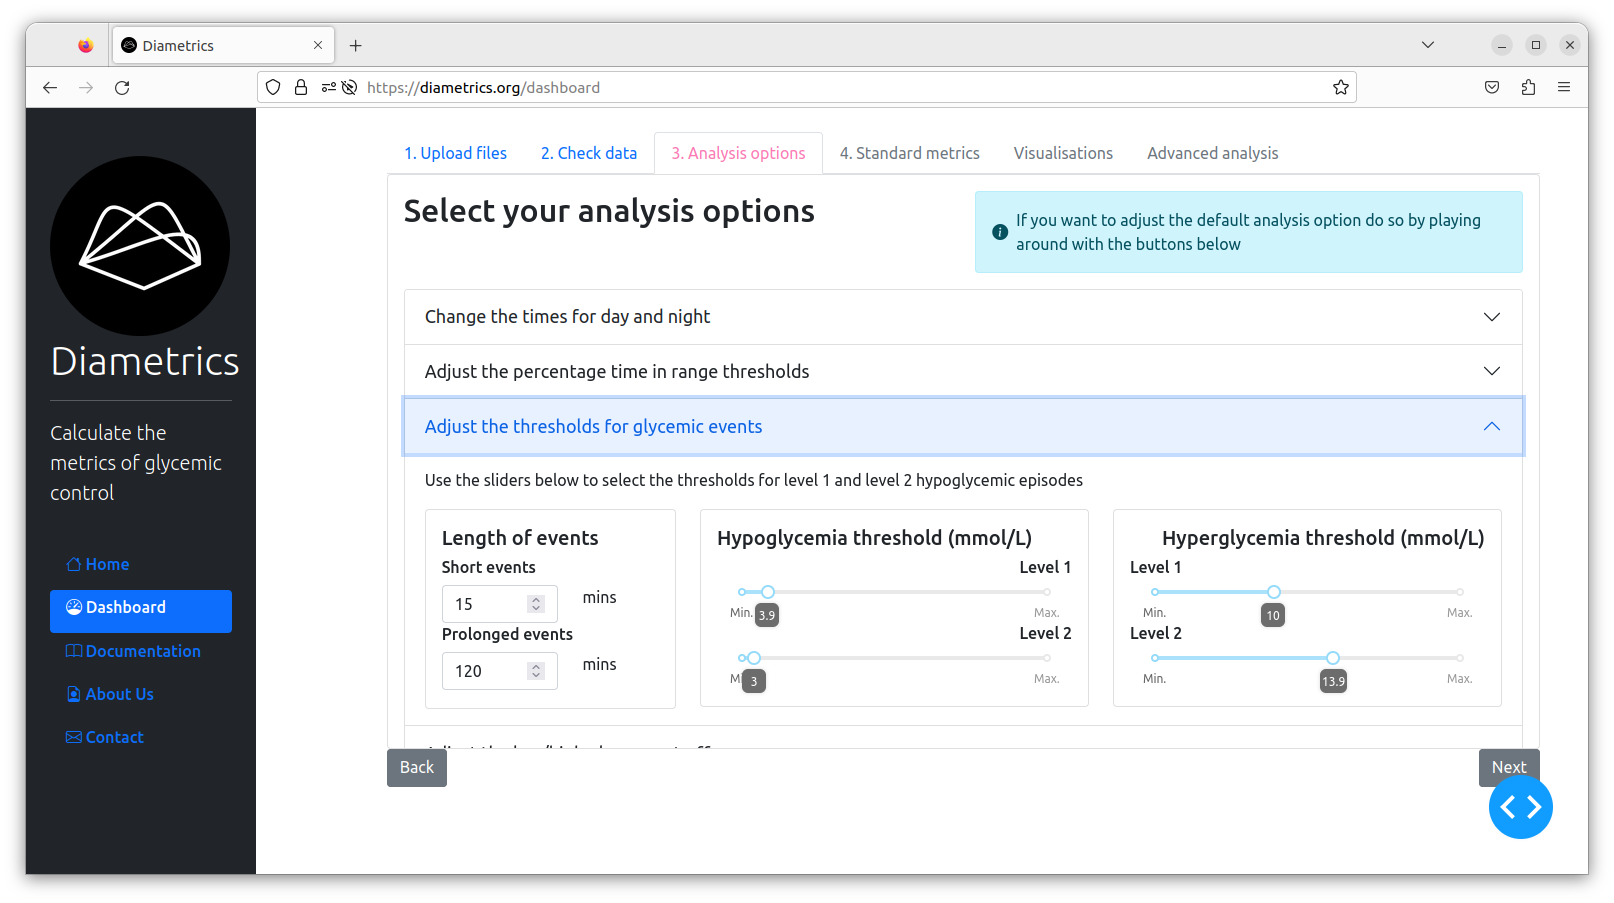 Diametrics
https://diametrics.org/dashboard
Diametrics
Calculate the
metrics of glycemic
control
Home
Dashboard
Documentation
About Us
Contact
1. Upload files
2. Check data
3. Analysis options
4. Standard metrics
Visualisations
Advanced analysis
Select your analysis options
If you want to adjust the default analysis option do so by playing
around with the buttons below
Change the times for day and night
Adjust the percentage time in range thresholds
Adjust the thresholds for glycemic events
Use the sliders below to select the thresholds for level 1 and level 2 hypoglycemic episodes
Length of events
Short events
15
mins
Prolonged events
120
mins
Hypoglycemia threshold (mmol/L)
Level 1
Min.
3.9
Max.
Level 2
3
Max.
Hyperglycemia threshold (mmol/L)
Level 1
Min.
10
Max.
Level 2
Min.
13.9
Max.
Back
Next